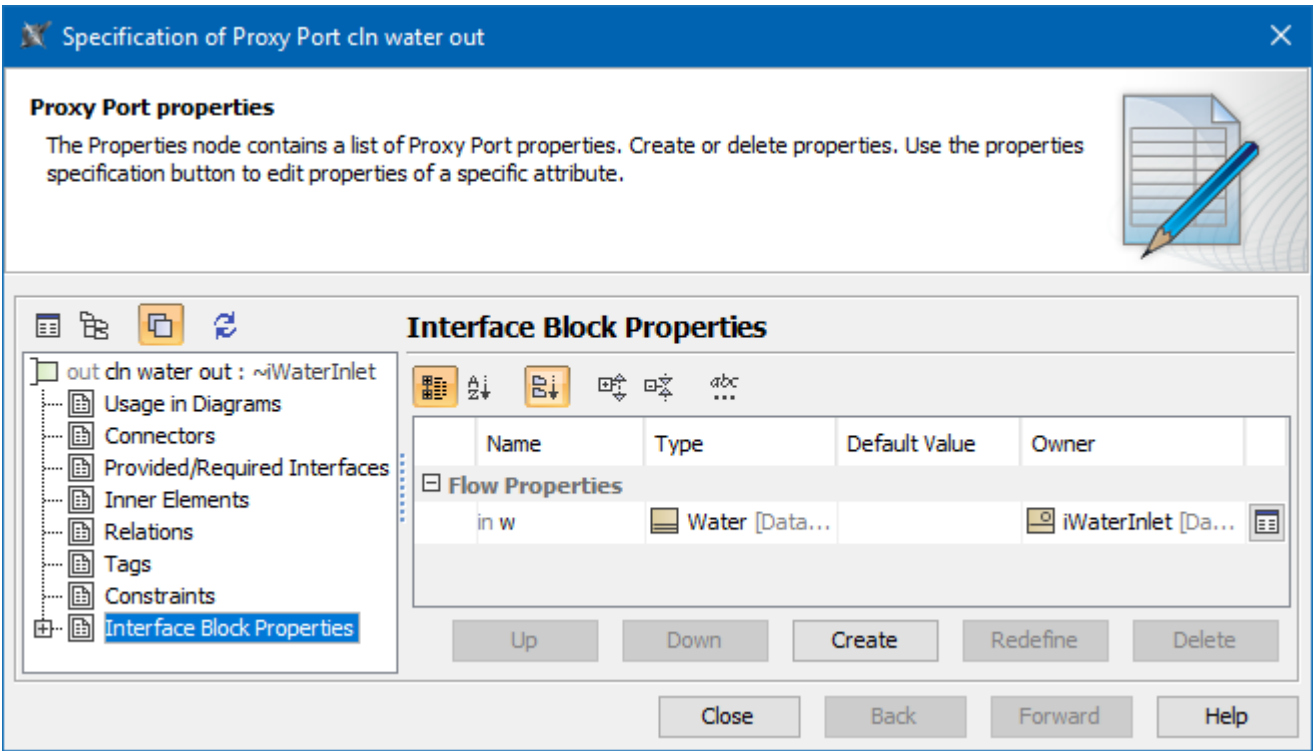 Specification of Proxy Port cln water out
Proxy Port properties
The Properties node contains a list of Proxy Port properties. Create or delete properties. Use the properties
specification button to edit properties of a specific attribute.
Interface Block Properties
out cln water out : ~iWaterInlet
Usage in Diagrams
Connectors
Provided/Required Interfaces
Inner Elements
Relations
Tags
Constraints
Interface Block Properties
A
Z
abc
...
Name Type Default Value Owner
Flow Properties
in w Water [Data... iWaterInlet [Da...
Up Down Create Redefine Delete
Close Back Forward Help